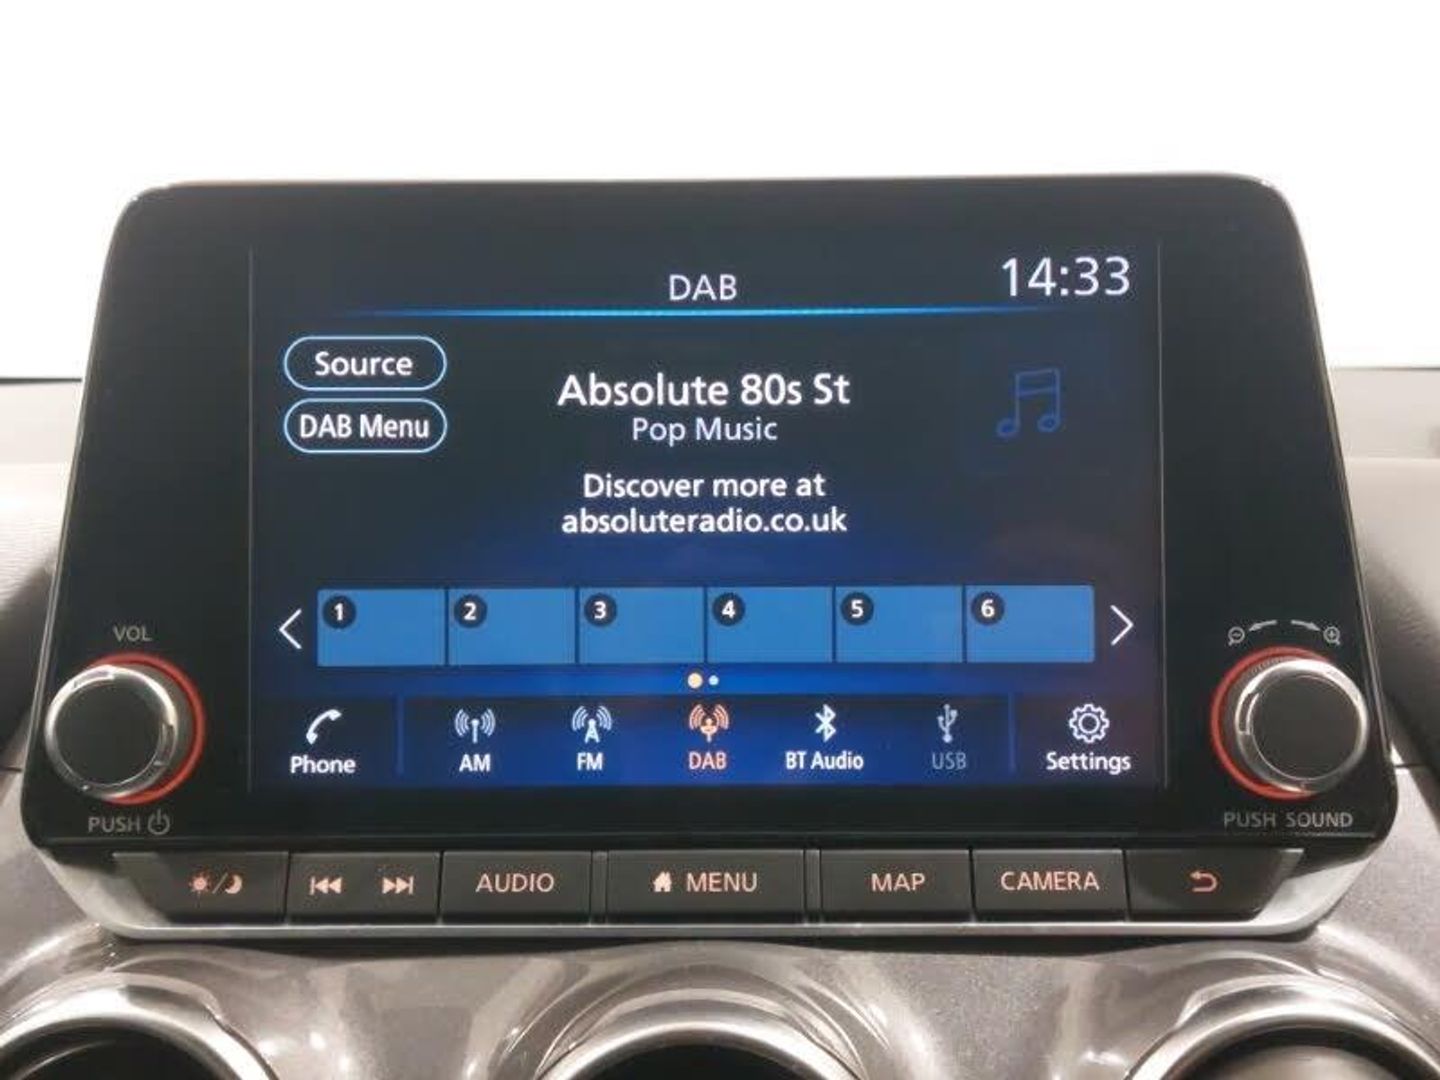 DAB
14:33
Source
DAB Menu
Absolute 80s St
Pop Music
Discover more at
absoluteradio.co.uk
1 2 3 4 5 6
VOL
PUSH
Phone
AM
FM
DAB
BT Audio
USB
Settings
PUSH SOUND
AUDIO
MENU
MAP
CAMERA